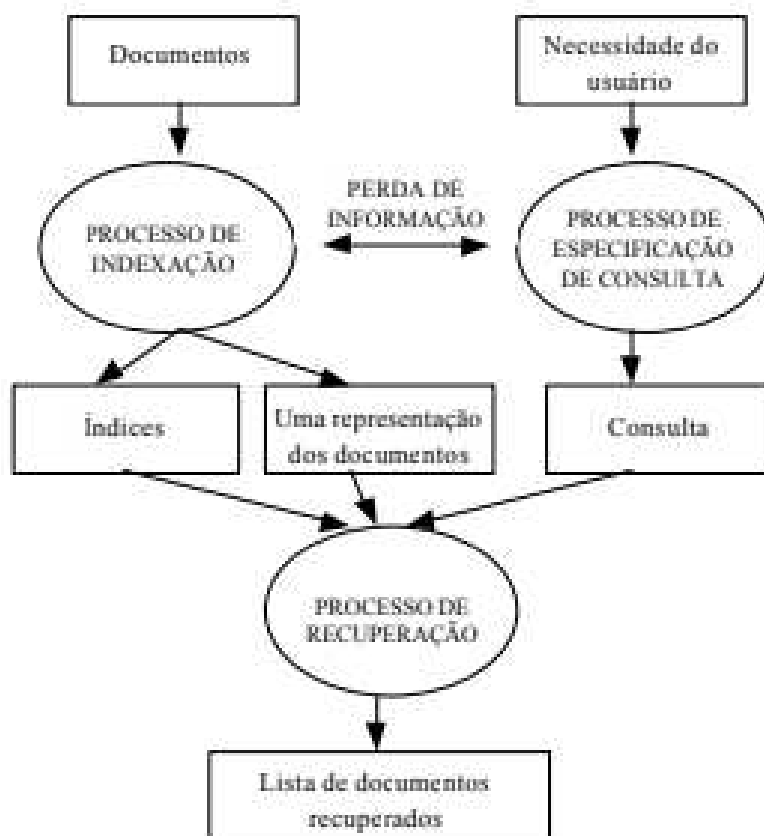 Documentos
Necessidade do
usuário
PERDA DE
INFORMAÇÃO
PROCESSO DE
INDEXAÇÃO
PROCESSO DE
ESPECIFICAÇÃO
DE CONSULTA
Índices
Uma representação
dos documentos
Consulta
PROCESSO DE
RECUPERAÇÃO
Lista de documentos
recuperados